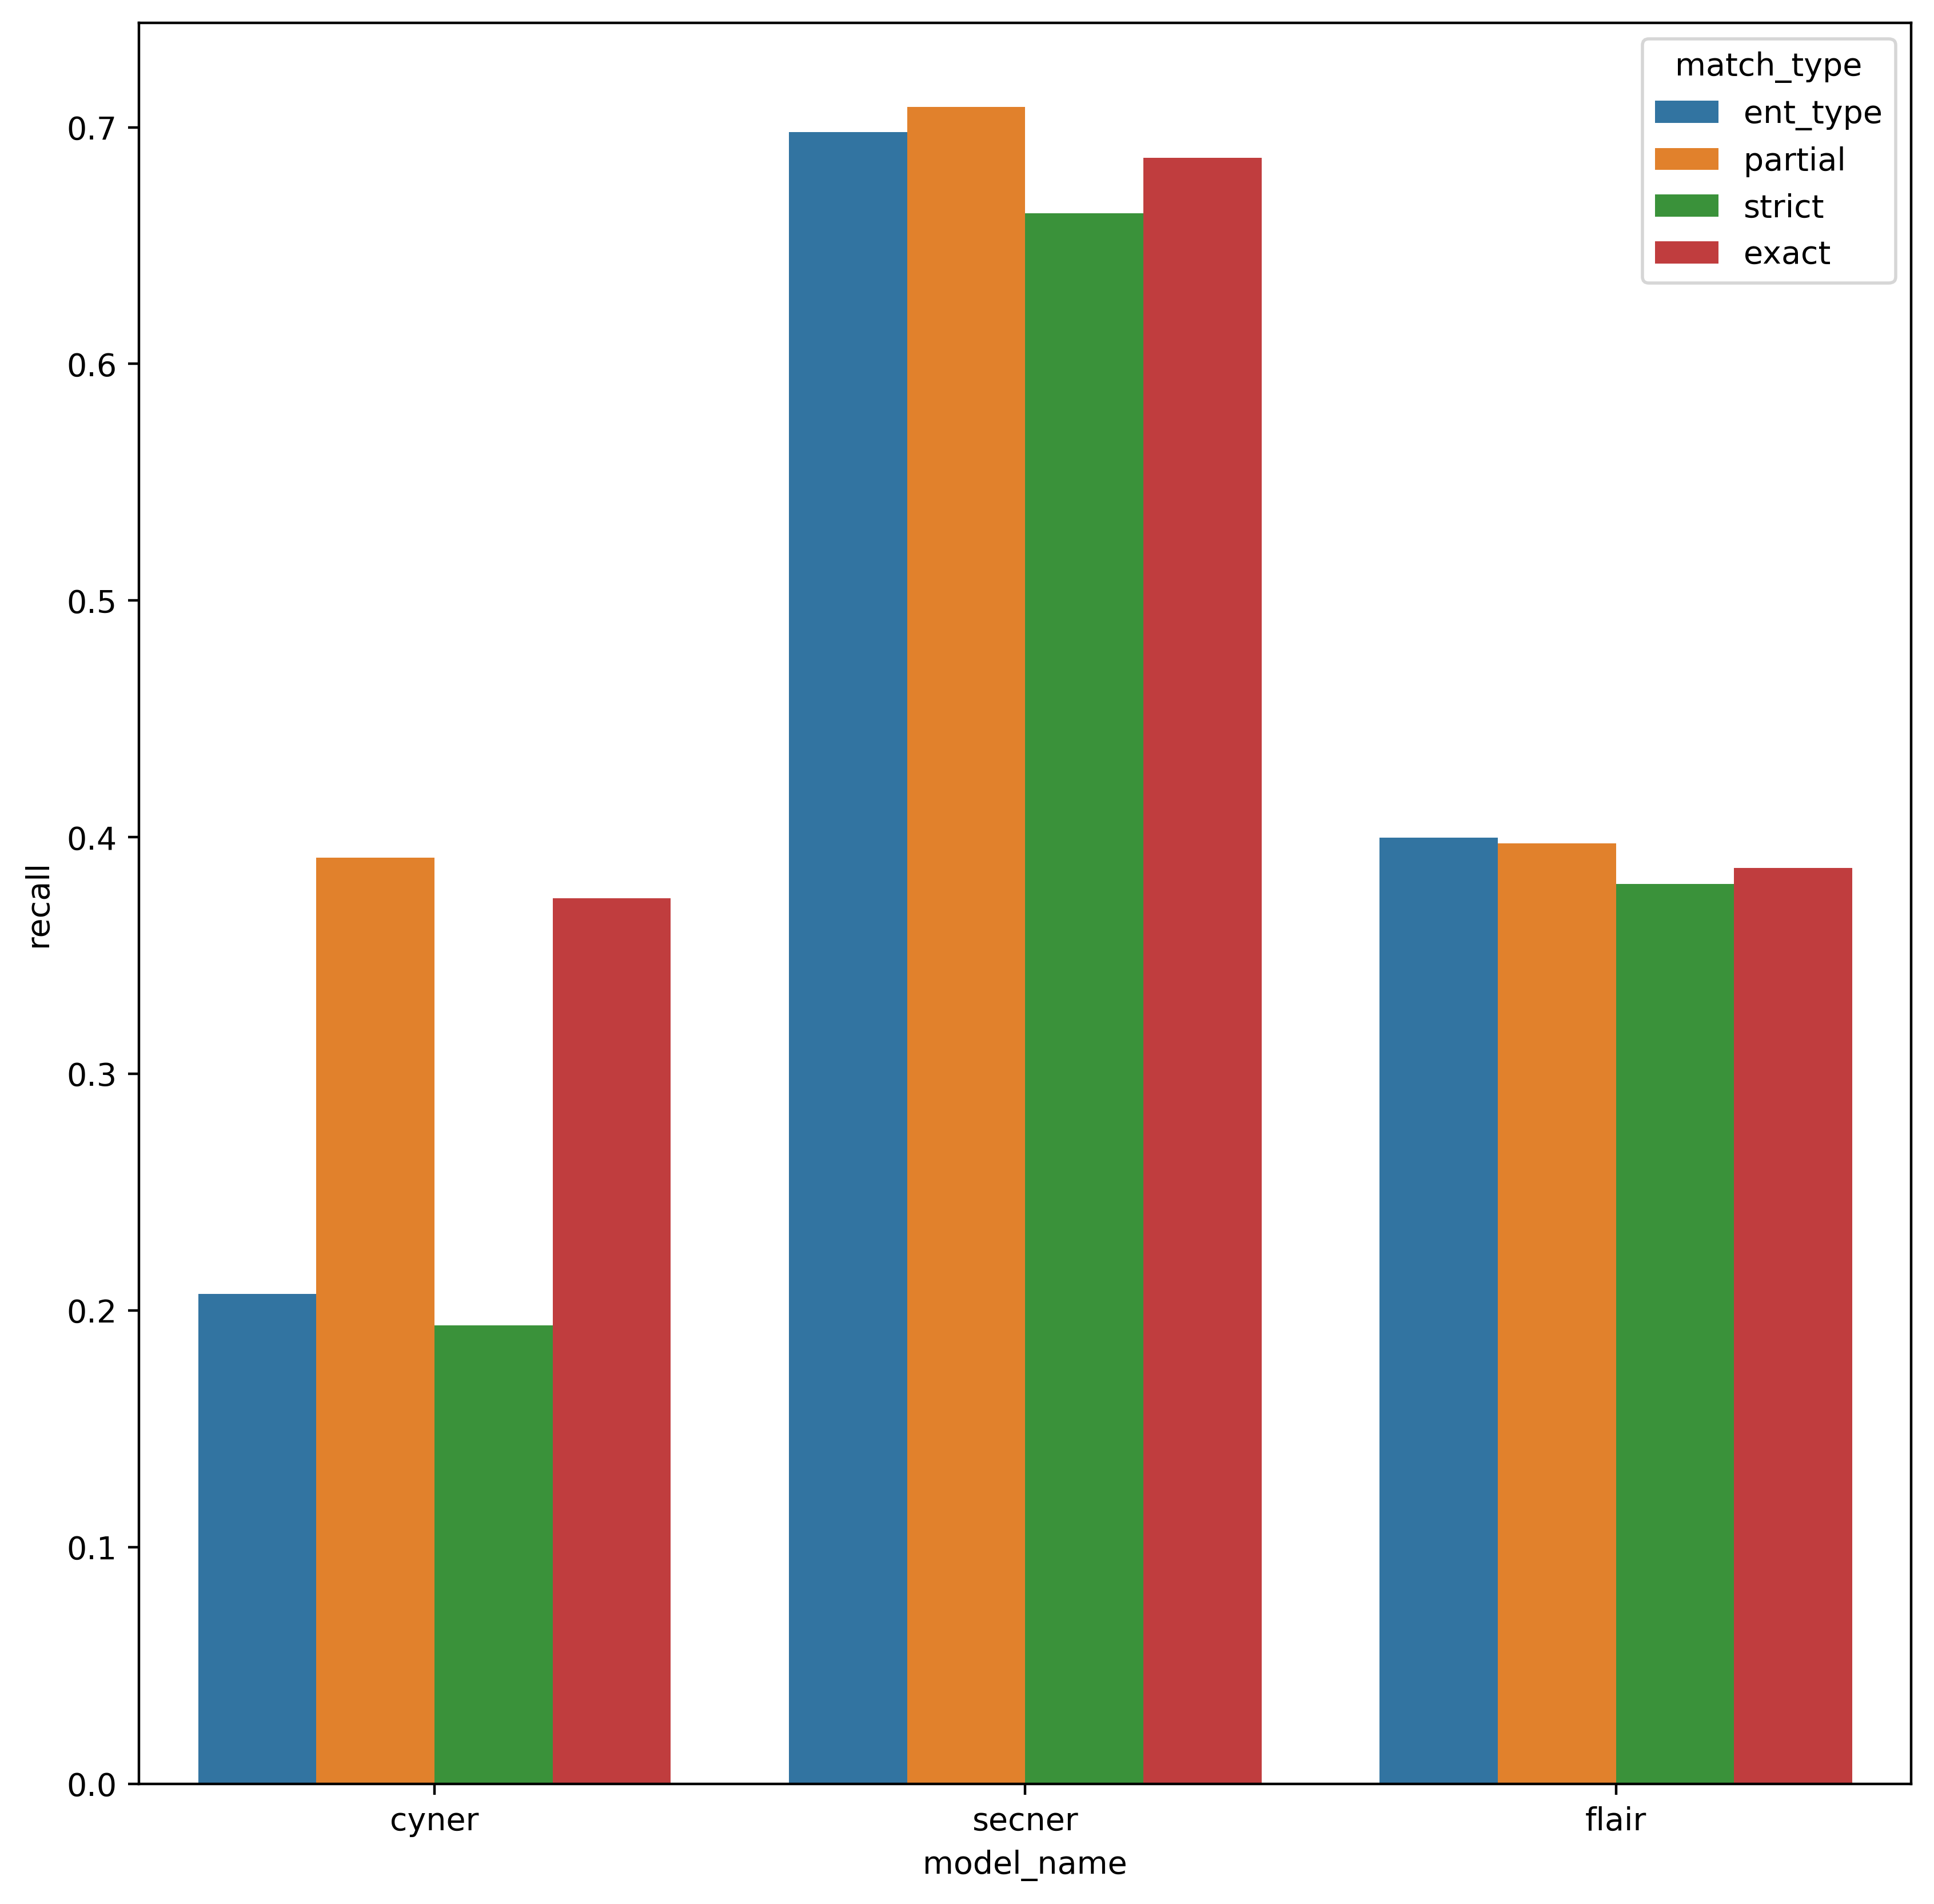 match_type
ent_type
partial
strict
exact
0.7
0.6
0.5
0.4
0.3
0.2
0.1
0.0
recall
cyner
secner
flair
model_name